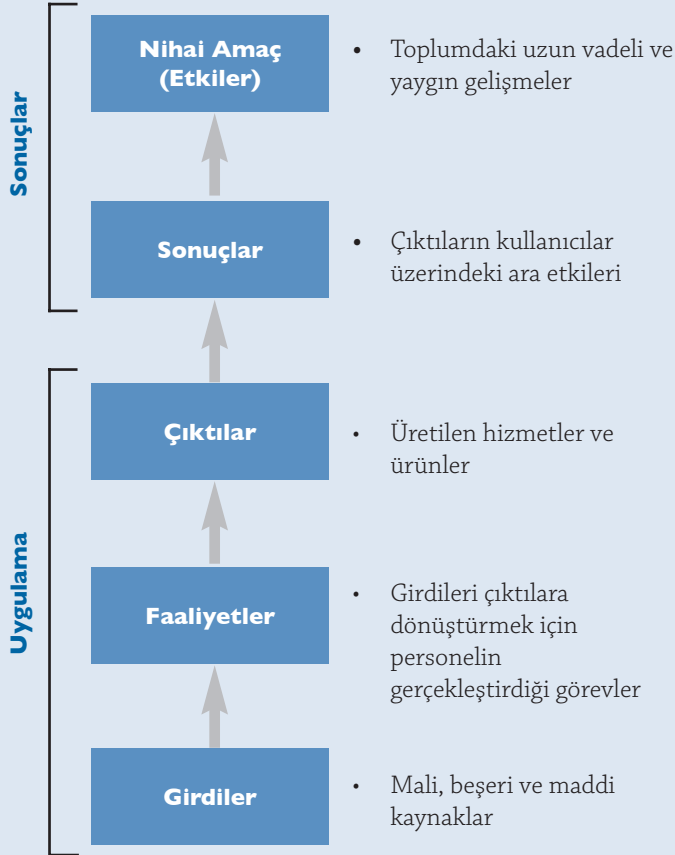 Sonuçlar
Nihai Amaç
(Etkiler)
• Toplumdaki uzun vadeli ve
yaygın gelişmeler
Sonuçlar
• Çıktıların kullanıcılar
üzerindeki ara etkileri
Uygulama
Çıktılar
• Üretilen hizmetler ve
ürünler
Faaliyetler
• Girdileri çıktılara
dönüştürmek için
personelin
gerçekleştirdiği görevler
Girdiler
• Mali, beşeri ve maddi
kaynaklar